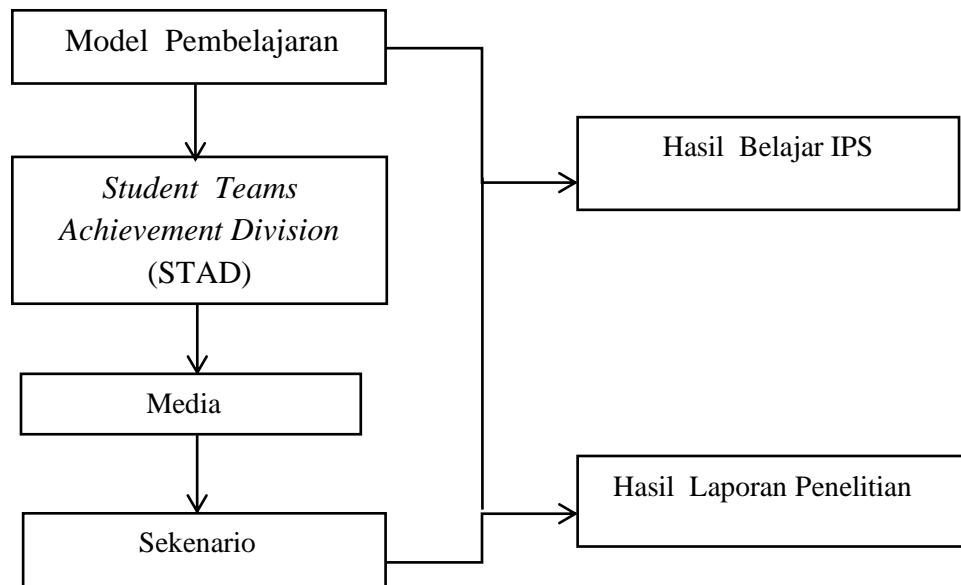 Model Pembelajaran
Hasil Belajar IPS
Student Teams
Achievement Division
(STAD)
Media
Hasil Laporan Penelitian
Sekenario